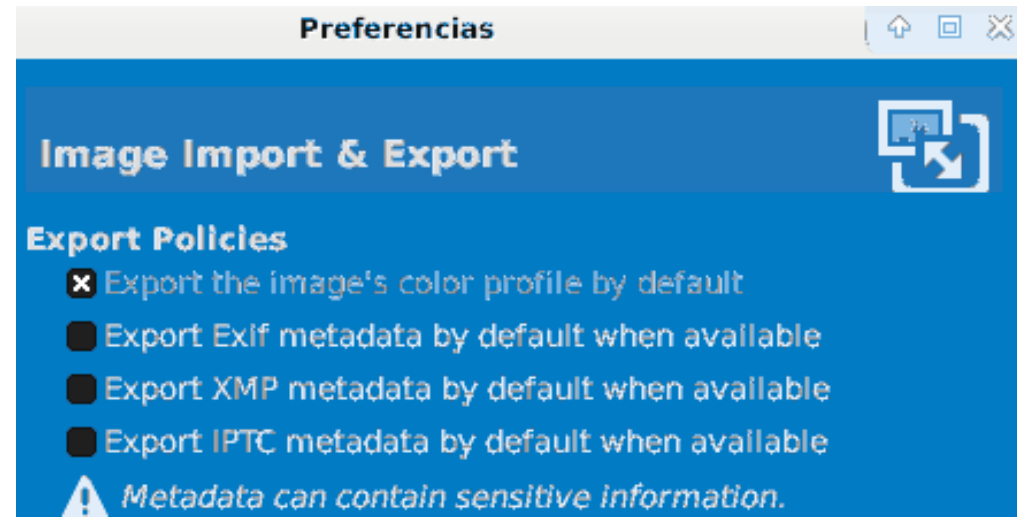 Preferencias
Image Import & Export
Export Policies
Export the image's color profile by default
Export Exif metadata by default when available
Export XMP metadata by default when available
Export IPTC metadata by default when available
Metadata can contain sensitive information.